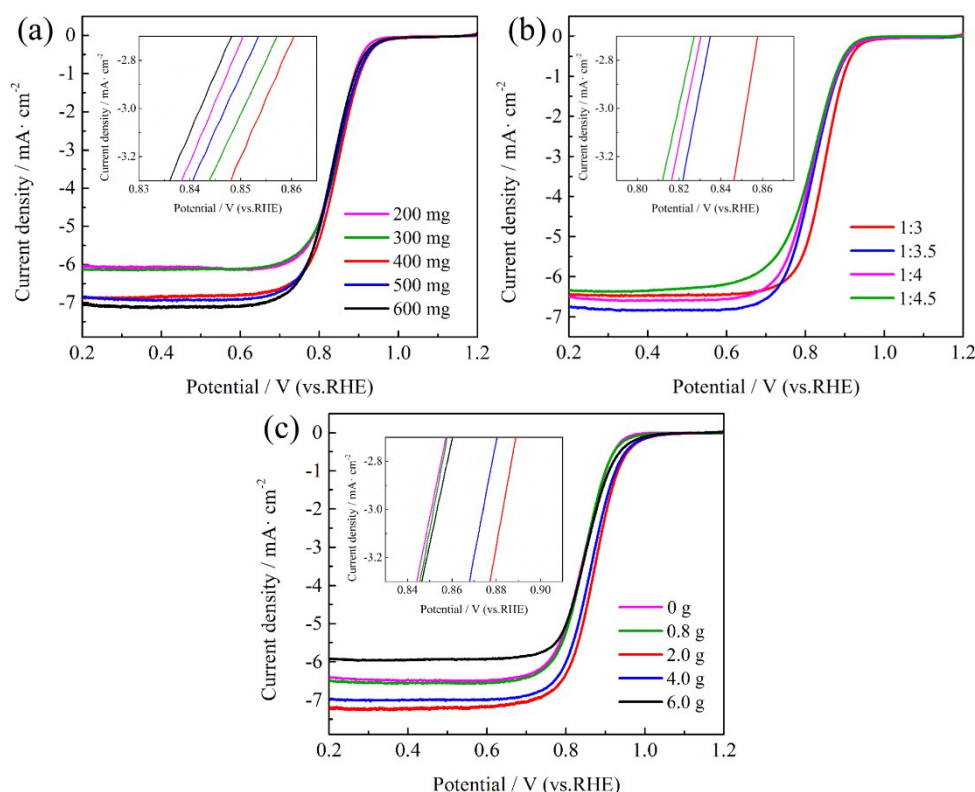 (a)
0
-1
-2
-3
-4
-5
-6
-7
0.2 0.4 0.6 0.8 1.0 1.2
Current density / mA· cm-2
Potential / V (vs.RHE)
-2.8
-3.0
-3.2
0.83 0.84 0.85 0.86
Current density / mA· cm-2
Potential / V (vs.RHE)
200 mg
300 mg
400 mg
500 mg
600 mg
(b)
0
-1
-2
-3
-4
-5
-6
-7
0.2 0.4 0.6 0.8 1.0 1.2
Current density / mA· cm-2
Potential / V (vs.RHE)
-2.8
-3.0
-3.2
0.80 0.82 0.84 0.86
Current density / mA· cm-2
Potential / V (vs.RHE)
1:3
1:3.5
1:4
1:4.5
(c)
0
-1
-2
-3
-4
-5
-6
-7
0.2 0.4 0.6 0.8 1.0 1.2
Current density / mA· cm-2
Potential / V (vs.RHE)
-2.8
-3.0
-3.2
0.84 0.86 0.88 0.90
Current density / mA· cm-2
Potential / V (vs.RHE)
0 g
0.8 g
2.0 g
4.0 g
6.0 g